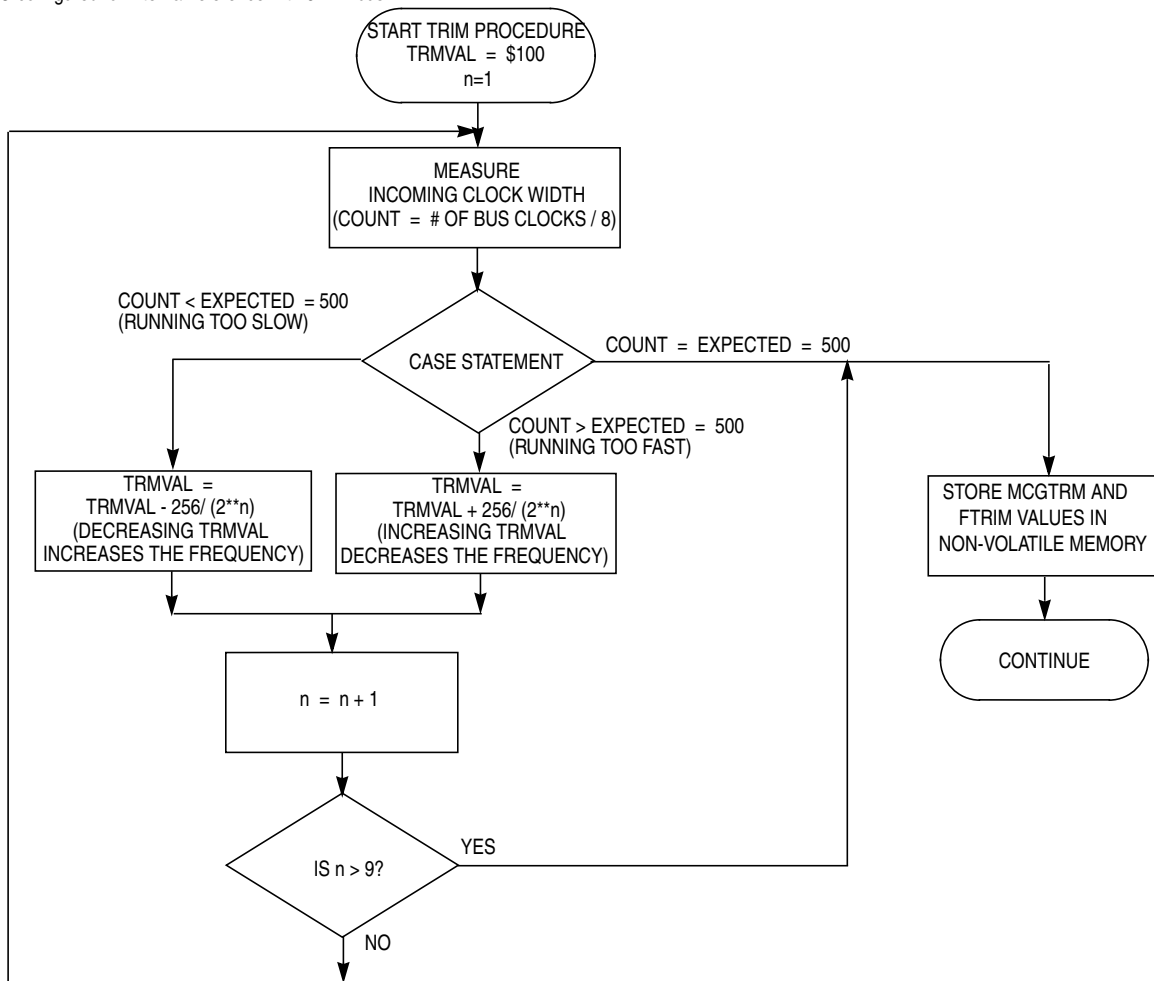 START TRIM PROCEDURE
TRMVAL = $100
n=1
MEASURE
INCOMING CLOCK WIDTH
(COUNT = # OF BUS CLOCKS / 8)
COUNT < EXPECTED = 500
(RUNNING TOO SLOW)
CASE STATEMENT
COUNT = EXPECTED = 500
COUNT > EXPECTED = 500
(RUNNING TOO FAST)
TRMVAL =
TRMVAL - 256/ (2**n)
(DECREASING TRMVAL
INCREASES THE FREQUENCY)
TRMVAL =
TRMVAL + 256/ (2**n)
(INCREASING TRMVAL
DECREASES THE FREQUENCY)
STORE MCGTRM AND
FTRIM VALUES IN
NON-VOLATILE MEMORY
CONTINUE
n = n + 1
IS n > 9?
YES
NO